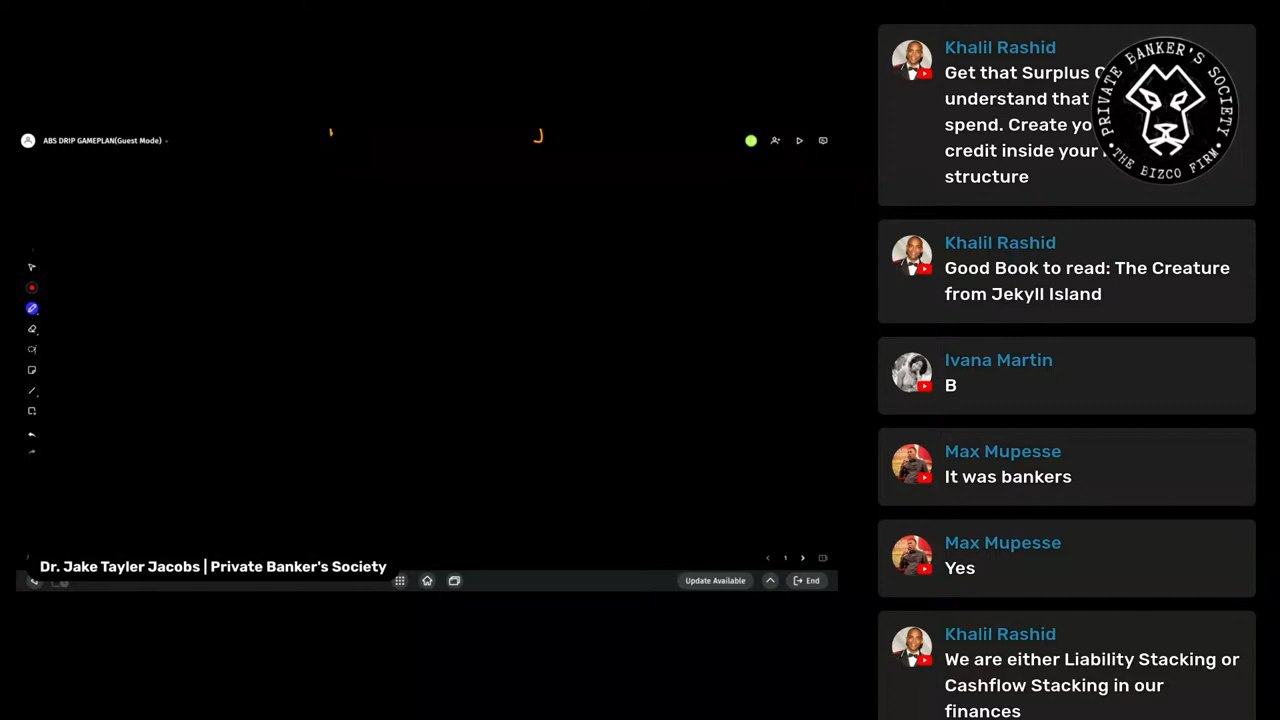 ABS DRIP GAMEPLAN(Guest Mode)
Update Available
End
1
Dr. Jake Tayler Jacobs | Private Banker's Society
Khalil Rashid
Get that Surplus
understand that
spend. Create
credit inside your
structure
PRIVATE BANKER'S SOCIETY
• THE BIZCO FIRM •
Khalil Rashid
Good Book to read: The Creature
from Jekyll Island
Ivana Martin
B
Max Mupesse
It was bankers
Max Mupesse
Yes
Khalil Rashid
We are either Liability Stacking or
Cashflow Stacking in our
finances